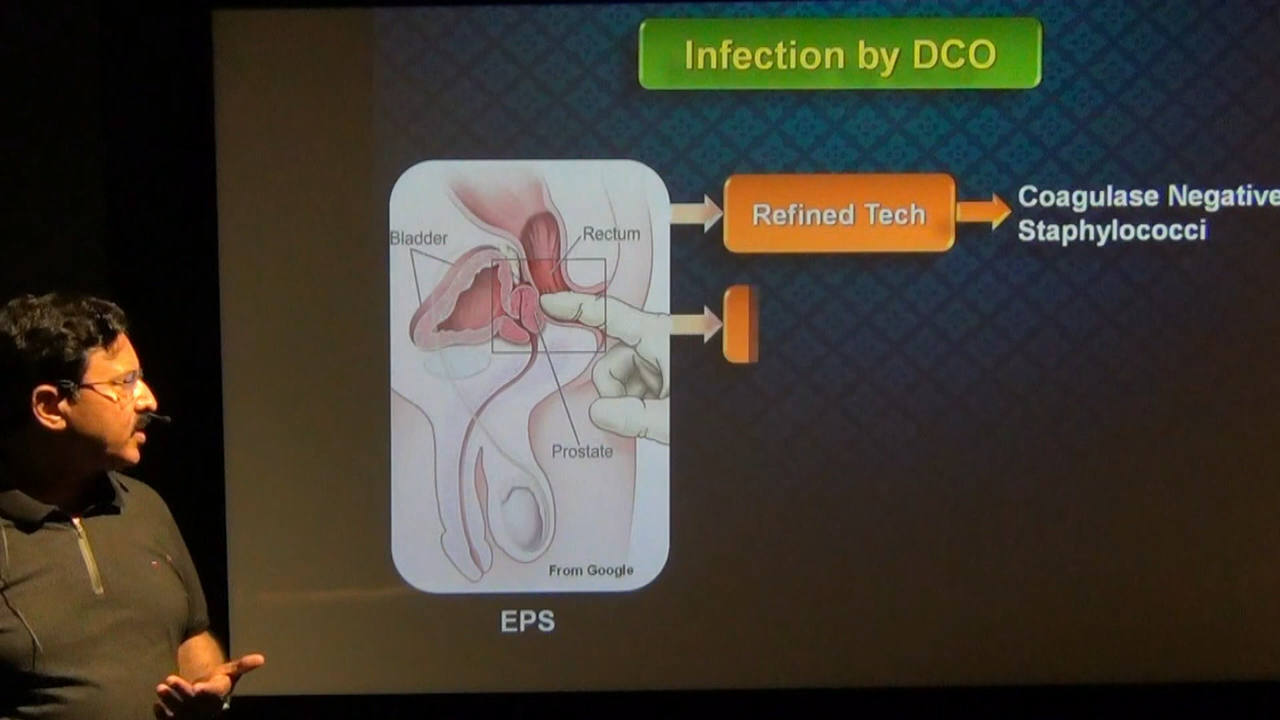 Infection by DCO
Bladder
Rectum
Prostate
From Google
EPS
Refined Tech
Coagulase Negative
Staphylococci